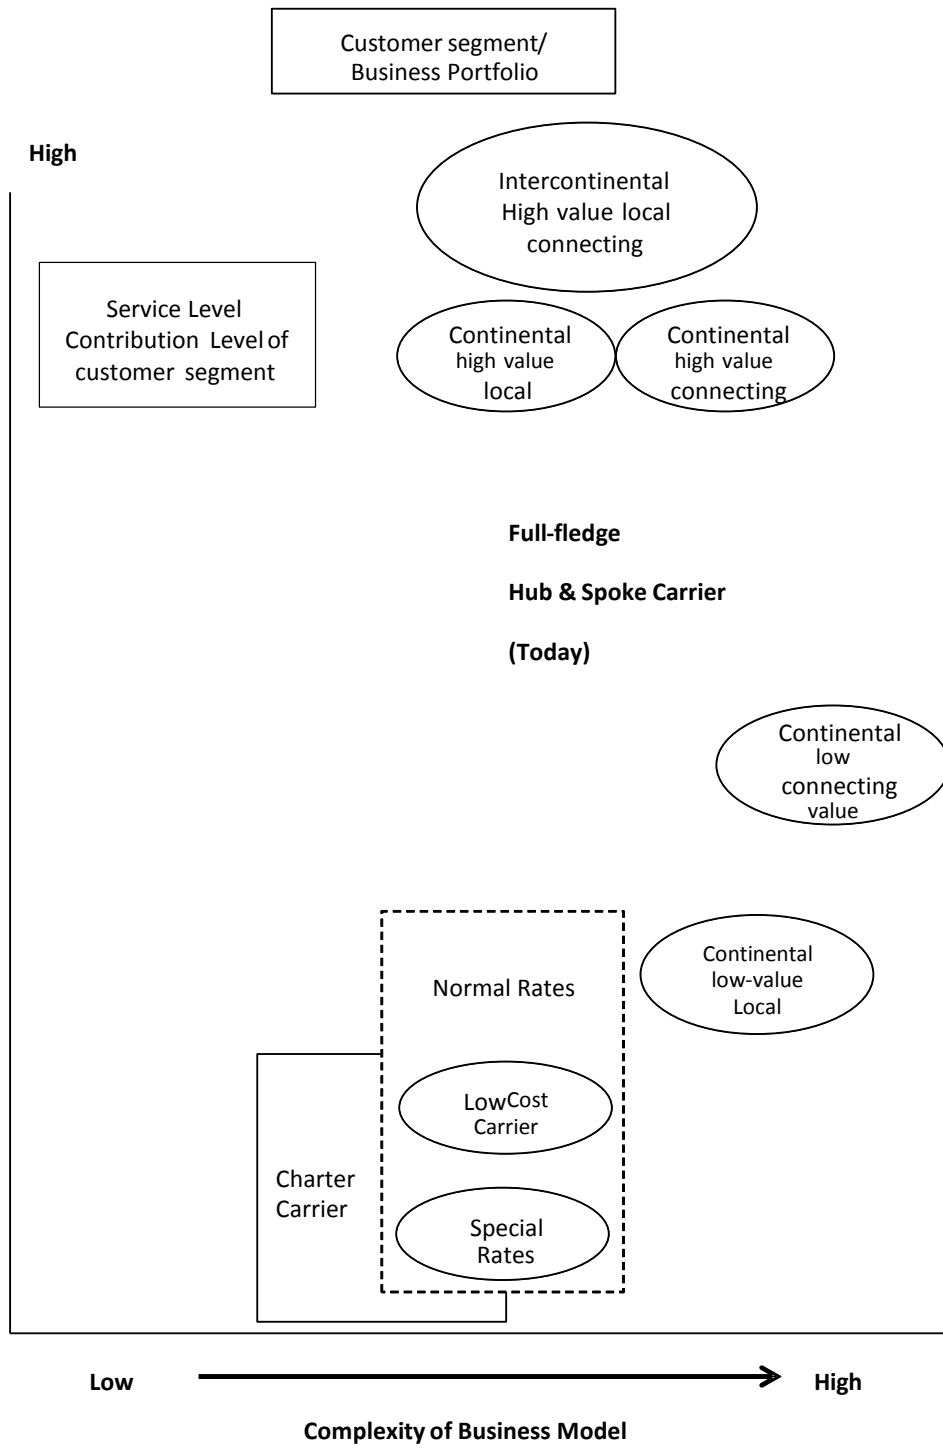 Customer segment/
Business Portfolio
High
Intercontinental
High value local
connecting
Service Level
Contribution Level of
customer segment
Continental
high value
local
Continental
high value
connecting
Full-fledge
Hub & Spoke Carrier
(Today)
Continental
low
connecting
value
Continental
low-value
Local
Normal Rates
Low Cost
Carrier
Charter
Carrier
Special
Rates
Low
High
Complexity of Business Model